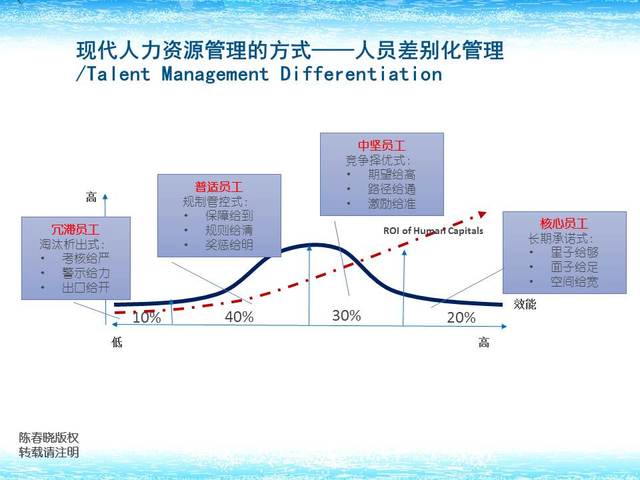 现代人力资源管理的方式——人员差别化管理
/Talent Management Differentiation
中坚员工
竞争择优式:
• 期望给高
• 路径给通
• 激励给准
普适员工
规制管控式:
• 保障给到
• 规则给清
• 奖惩给明
高
冗滞员工
淘汰析出式:
• 考核给严
• 警示给力
• 出口给开
核心员工
长期承诺式:
• 里子给够
• 面子给足
• 空间给宽
ROI of Human Capitals
效能
10%
40%
30%
20%
低
高
陈春晓版权
转载请注明